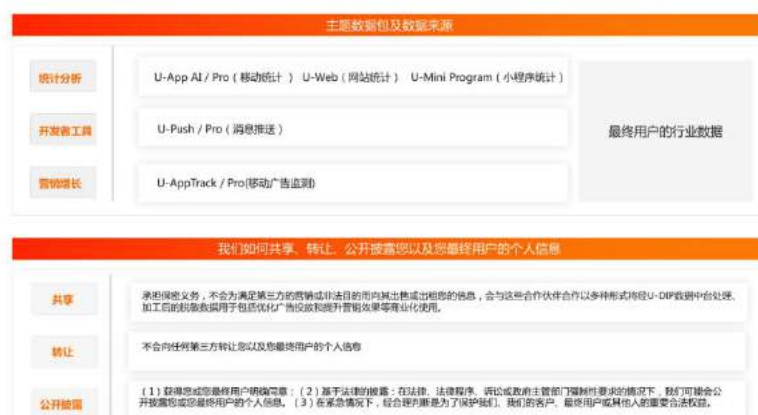 主题数据包及数据来源
统计分析
U-App AI / Pro ( 移动统计 ) U-Web ( 网站统计 ) U-Mini Program ( 小程序统计 )
开发者工具
U-Push / Pro ( 消息推送 )
最终用户的行业数据
营销增长
U-AppTrack / Pro(移动广告监测)
我们如何共享、转让、公开披露您以及您最终用户的个人信息
共享
承担保密义务，不会为满足第三方的营销或非法目的而向其出售或出租您的信息，会与这些合作伙伴合作以多种形式将经U-DIP数据中台处理、
加工后的脱敏数据用于包括优化广告投放和提升营销效果等商业化使用。
转让
不会向任何第三方转让您以及您最终用户的个人信息
公开披露
(1) 获得您或您最终用户明确同意；(2) 基于法律的披露：在法律、法律程序、诉讼或政府主管部门强制性要求的情况下，我们可能会公
开披露您或您最终用户的个人信息。(3) 在紧急情况下，经合理判断是为了保护我们、我们的客户、最终用户或其他人的重要合法权益。